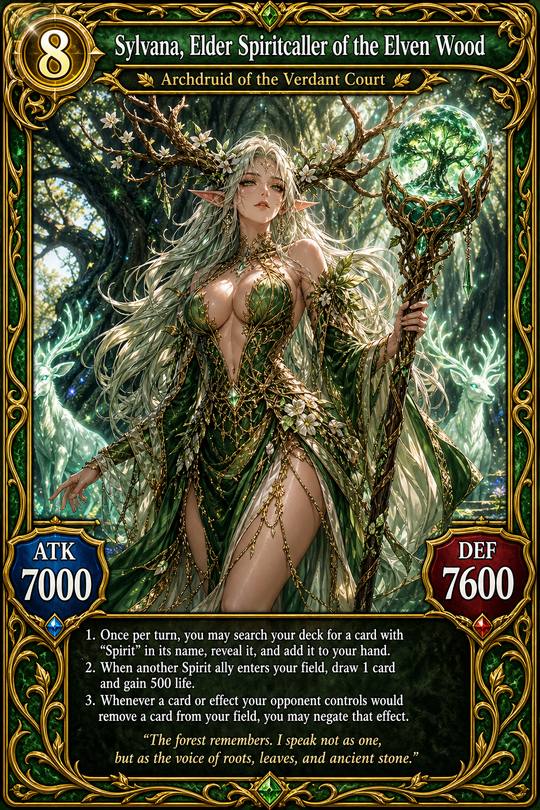 8
Sylvana, Elder Spiritcaller of the Elven Wood
Archdruid of the Verdant Court
ATK
7000
DEF
7600
1. Once per turn, you may search your deck for a card with
“Spirit” in its name, reveal it, and add it to your hand.
2. When another Spirit ally enters your field, draw 1 card
and gain 500 life.
3. Whenever a card or effect your opponent controls would
remove a card from your field, you may negate that effect.
“The forest remembers. I speak not as one,
but as the voice of roots, leaves, and ancient stone.”